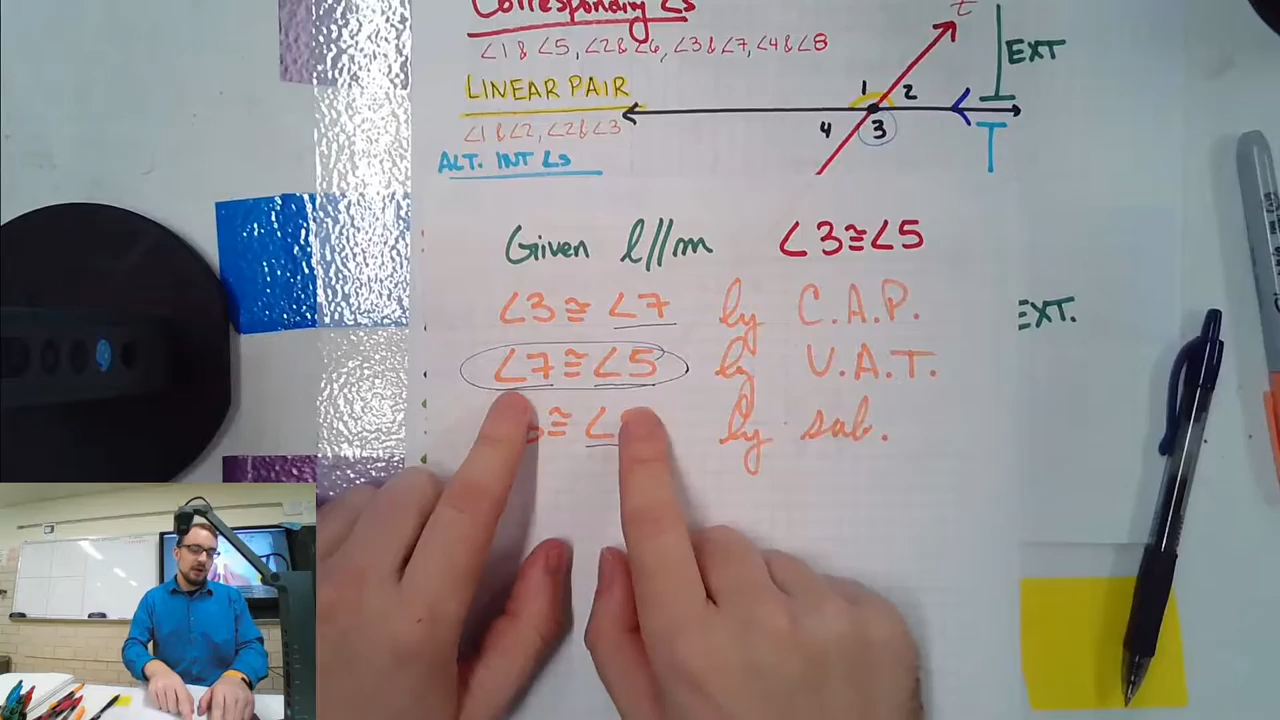 Corresponding ∠s
∠1 & ∠5, ∠2 & ∠6, ∠3 & ∠7, ∠4 & ∠8
LINEAR PAIR
∠1 & ∠2, ∠2 & ∠3
ALT. INT ∠s
t
EXT
1 2
4 3
Given l//m ∠3≅∠5
∠3≅∠7 by C.A.P.
∠7≅∠5 by V.A.T.
≅∠ by sub.
EXT.